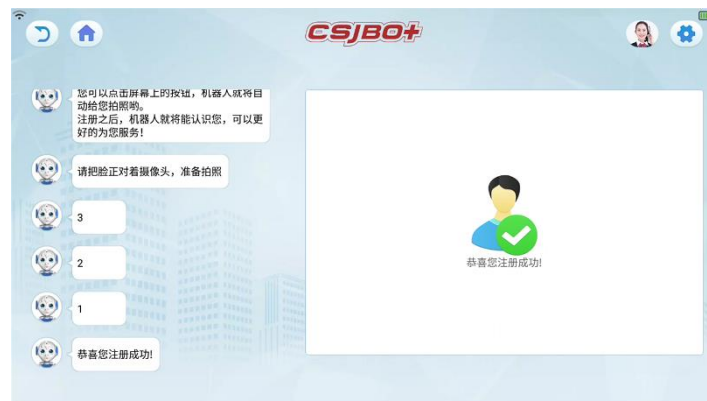 CSJBO+
您可以点击屏幕上的按钮，机器人就将自
动给您拍照哟。
注册之后，机器人就将能认识您，可以更
好的为您服务！
请把脸正对着摄像头，准备拍照
3
2
1
恭喜您注册成功!
恭喜您注册成功!